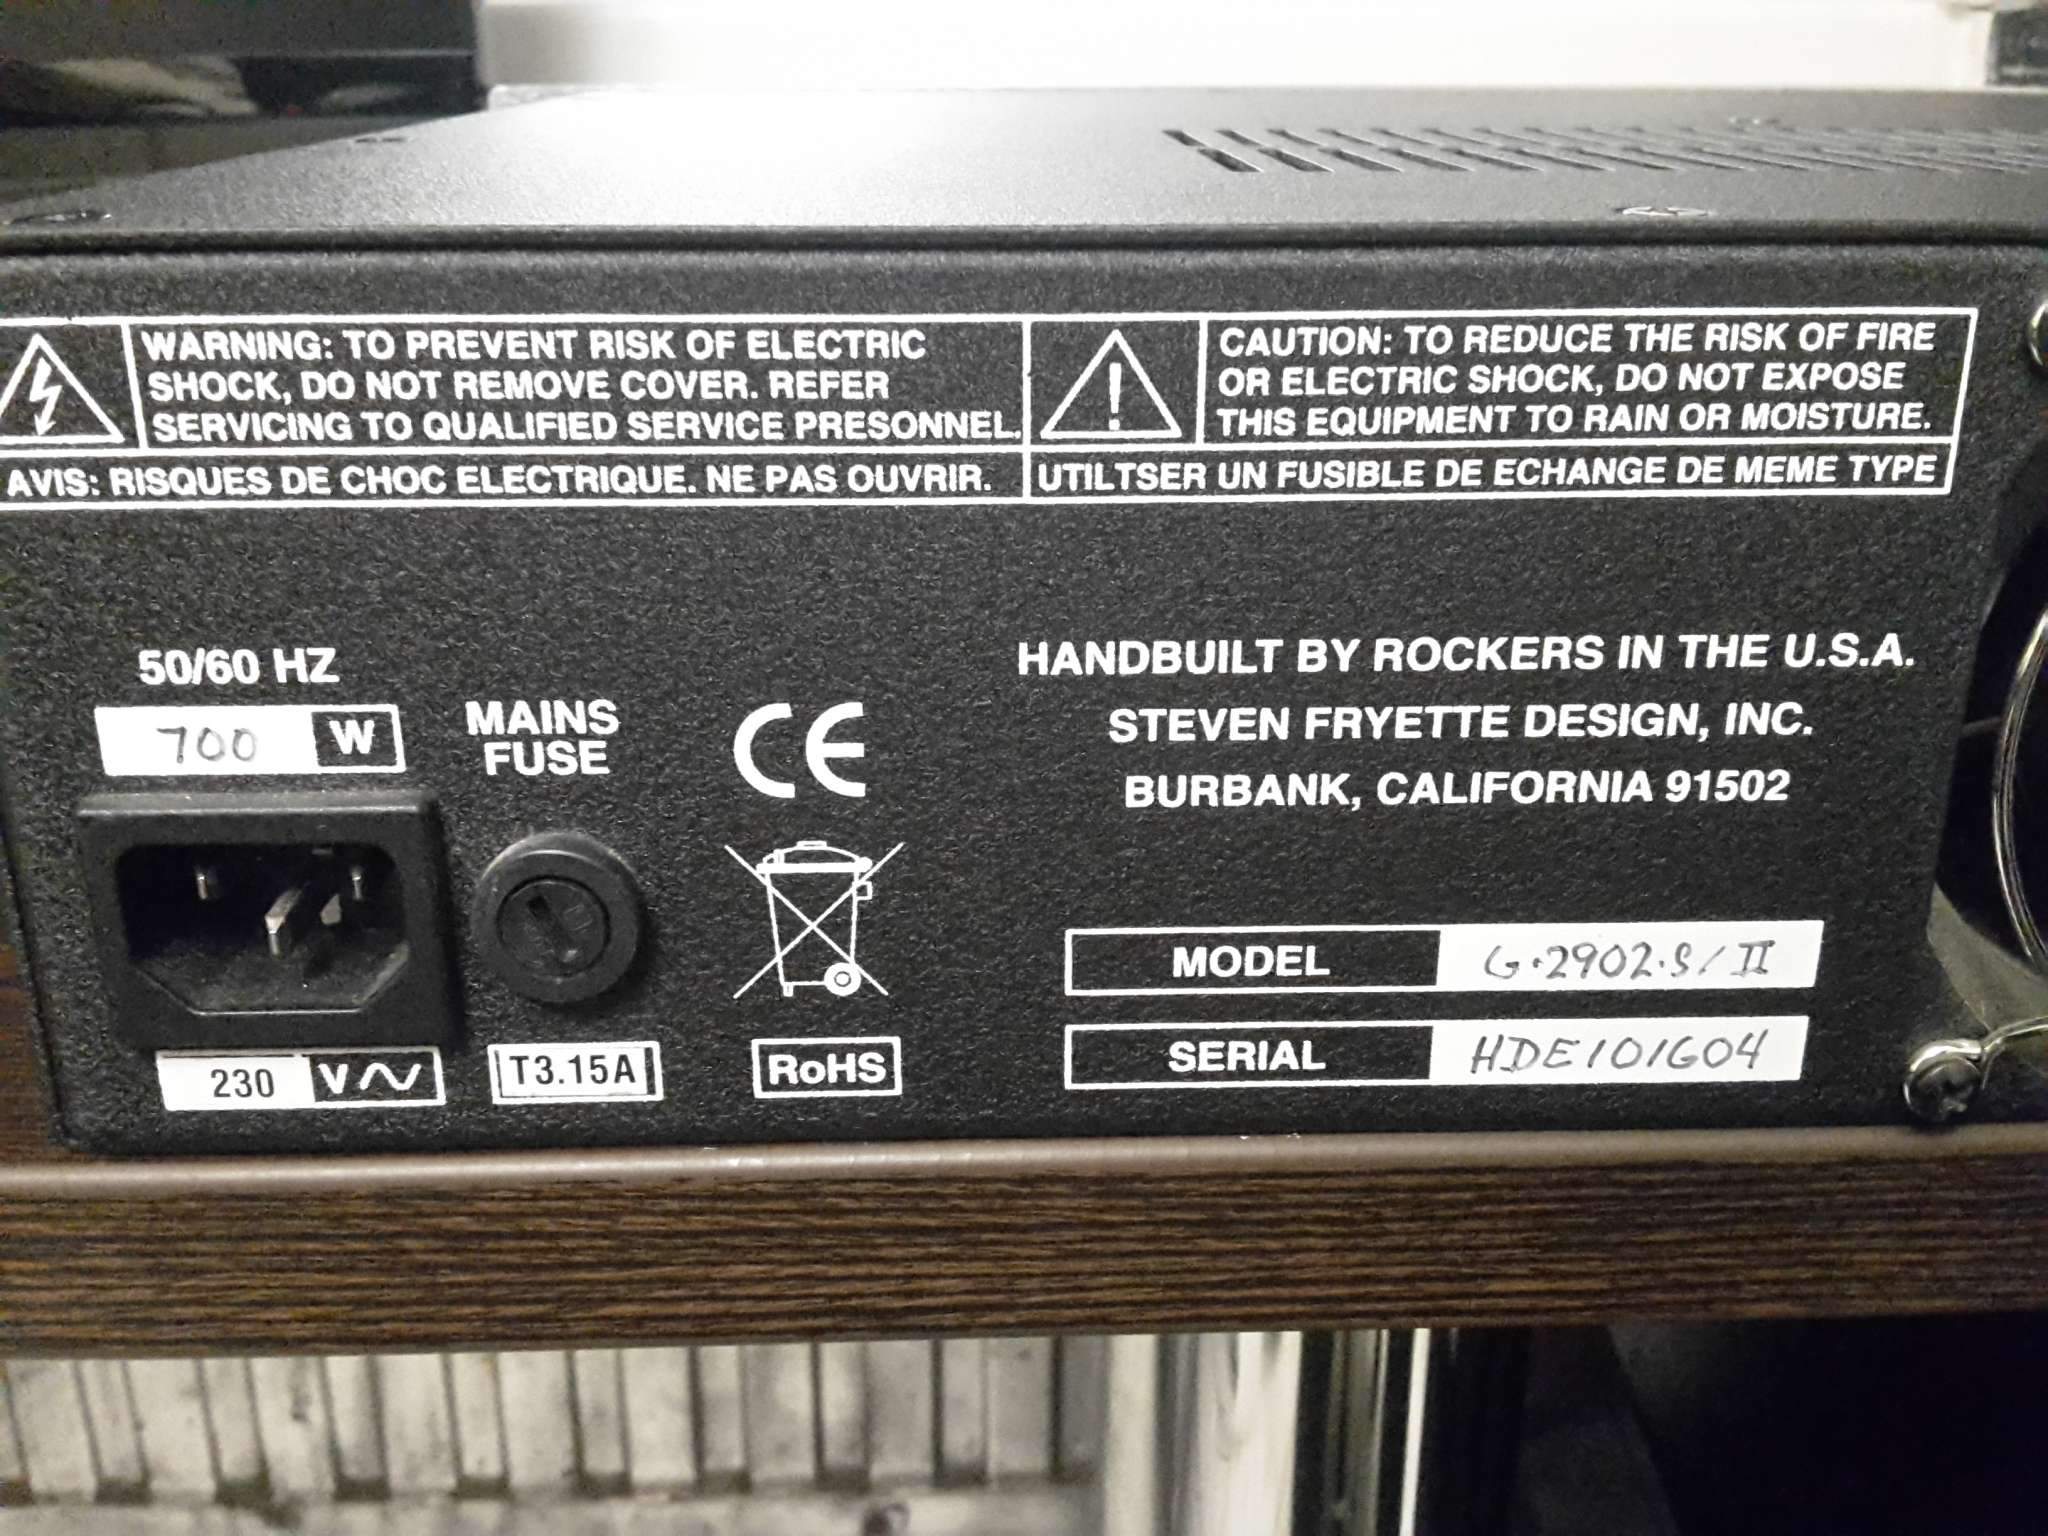 WARNING: TO PREVENT RISK OF ELECTRIC
SHOCK, DO NOT REMOVE COVER. REFER
SERVICING TO QUALIFIED SERVICE PRESONNEL.
AVIS: RISQUES DE CHOC ELECTRIQUE. NE PAS OUVRIR.
CAUTION: TO REDUCE THE RISK OF FIRE
OR ELECTRIC SHOCK, DO NOT EXPOSE
THIS EQUIPMENT TO RAIN OR MOISTURE.
UTILTSER UN FUSIBLE DE ECHANGE DE MEME TYPE
50/60 HZ
700 W
230 V
MAINS
FUSE
T3.15A
CE
RoHS
HANDBUILT BY ROCKERS IN THE U.S.A.
STEVEN FRYETTE DESIGN, INC.
BURBANK, CALIFORNIA 91502
MODEL G·2902·S/II
SERIAL HDE101G04